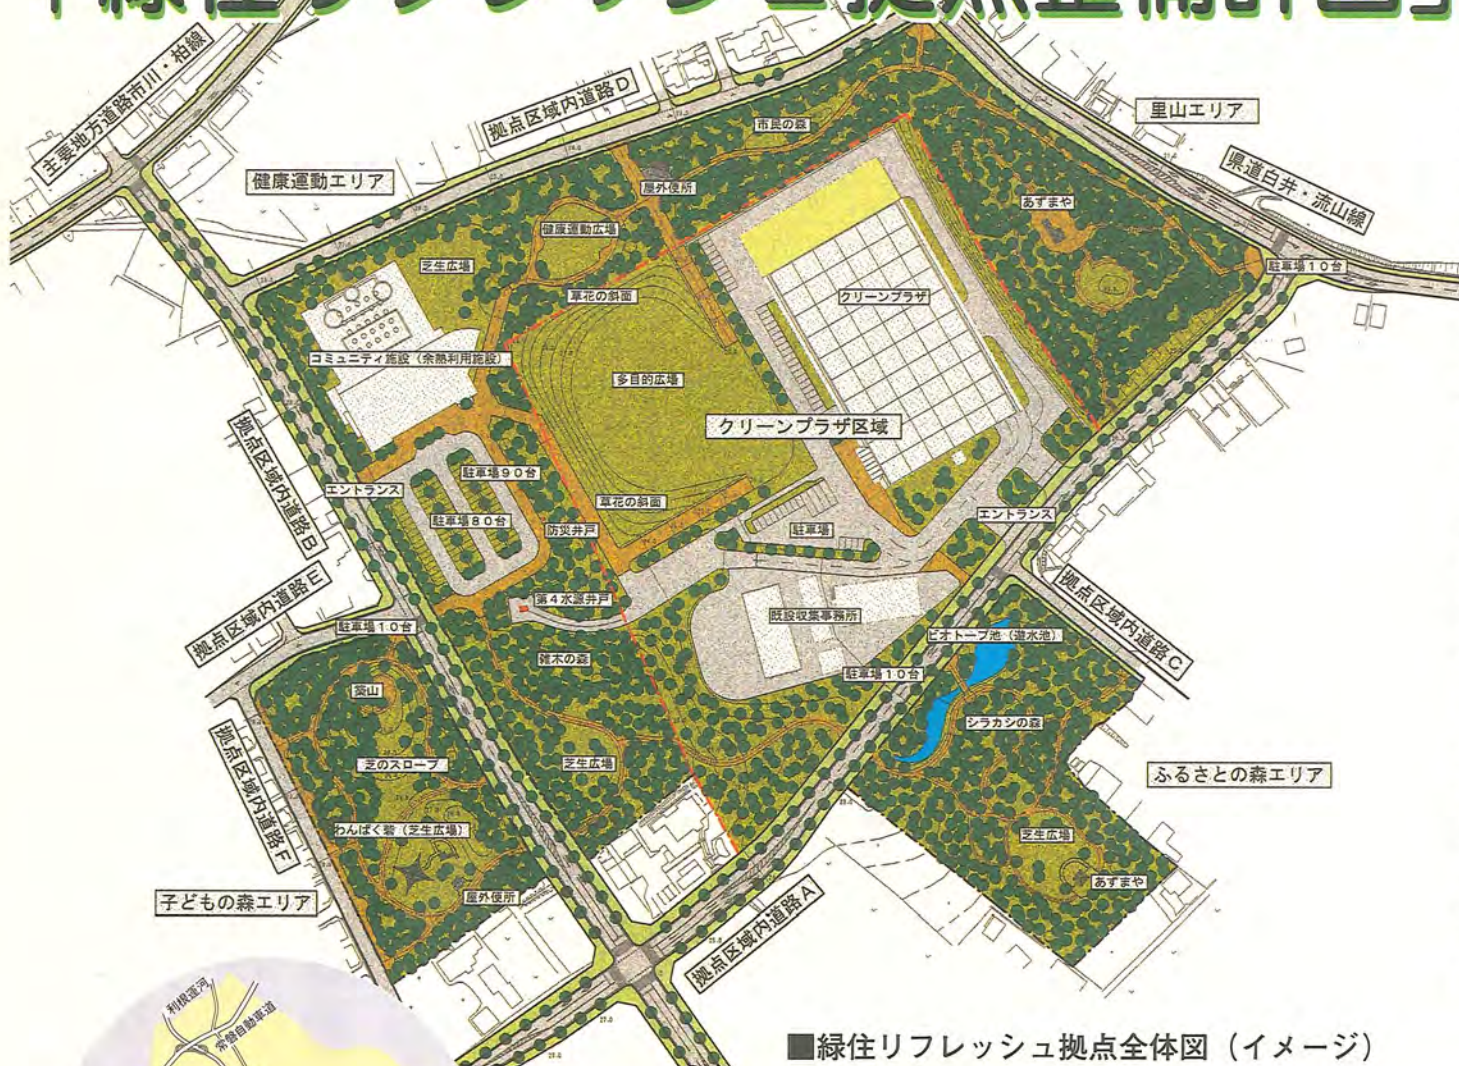 「緑住リフレッシュ拠点整備計画」
主要地方道路市川・柏線
拠点区域内道路D
里山エリア
市民の森
県道白井・流山線
健康運動エリア
屋外便所
あずまや
健康運動広場
芝生広場
駐車場10台
草花の斜面
クリーンプラザ
コミュニティ施設（余熱利用施設）
多目的広場
クリーンプラザ区域
拠点区域内道路B
駐車場90台
エントランス
草花の斜面
駐車場80台
防災井戸
駐車場
エントランス
拠点区域内道路E
第4水源井戸
拠点区域内道路C
駐車場10台
既設収集事務所
ビオトープ池（遊水池）
雑木の森
駐車場10台
築山
シラカシの森
拠点区域内道路F
芝のスロープ
芝生広場
ふるさとの森エリア
わんぱく砦（芝生広場）
芝生広場
あずまや
子どもの森エリア
屋外便所
拠点区域内道路A
利根運河
常磐自動車道
■緑住リフレッシュ拠点全体図（イメージ）